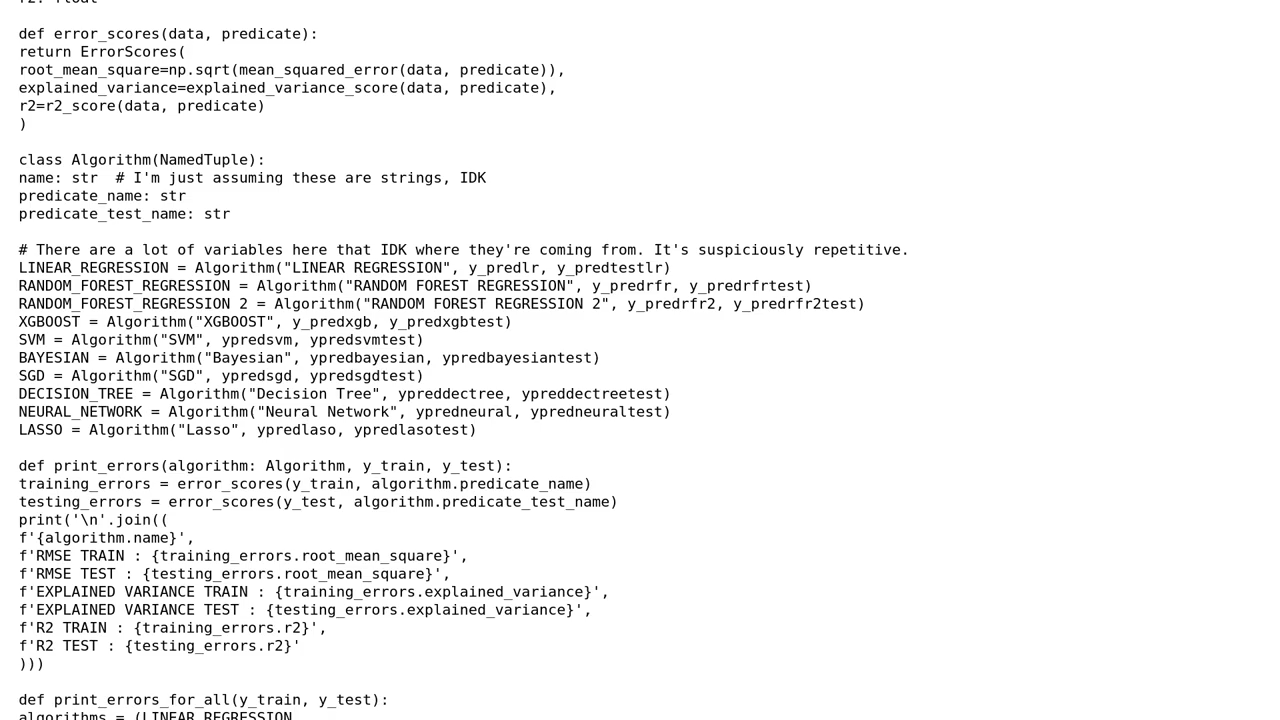 r2: float
def error_scores(data, predicate):
return ErrorScores(
root_mean_square=np.sqrt(mean_squared_error(data, predicate)),
explained_variance=explained_variance_score(data, predicate),
r2=r2_score(data, predicate)
)
class Algorithm(NamedTuple):
name: str  # I'm just assuming these are strings, IDK
predicate_name: str
predicate_test_name: str
# There are a lot of variables here that IDK where they're coming from. It's suspiciously repetitive.
LINEAR_REGRESSION = Algorithm("LINEAR REGRESSION", y_predlr, y_predtestlr)
RANDOM_FOREST_REGRESSION = Algorithm("RANDOM FOREST REGRESSION", y_predrfr, y_predrfrtest)
RANDOM_FOREST_REGRESSION 2 = Algorithm("RANDOM FOREST REGRESSION 2", y_predrfr2, y_predrfr2test)
XGBOOST = Algorithm("XGBOOST", y_predxgb, y_predxgbtest)
SVM = Algorithm("SVM", ypredsvm, ypredsvmtest)
BAYESIAN = Algorithm("Bayesian", ypredbayesian, ypredbayesiantest)
SGD = Algorithm("SGD", ypredsgd, ypredsgdtest)
DECISION_TREE = Algorithm("Decision Tree", ypreddectree, ypreddectreetest)
NEURAL_NETWORK = Algorithm("Neural Network", ypredneural, ypredneuraltest)
LASSO = Algorithm("Lasso", ypredlaso, ypredlasotest)
def print_errors(algorithm: Algorithm, y_train, y_test):
training_errors = error_scores(y_train, algorithm.predicate_name)
testing_errors = error_scores(y_test, algorithm.predicate_test_name)
print('\n'.join((
f'{algorithm.name}',
f'RMSE TRAIN : {training_errors.root_mean_square}',
f'RMSE TEST : {testing_errors.root_mean_square}',
f'EXPLAINED VARIANCE TRAIN : {training_errors.explained_variance}',
f'EXPLAINED VARIANCE TEST : {testing_errors.explained_variance}',
f'R2 TRAIN : {training_errors.r2}',
f'R2 TEST : {testing_errors.r2}'
)))
def print_errors_for_all(y_train, y_test):
algorithms = (LINEAR_REGRESSION,